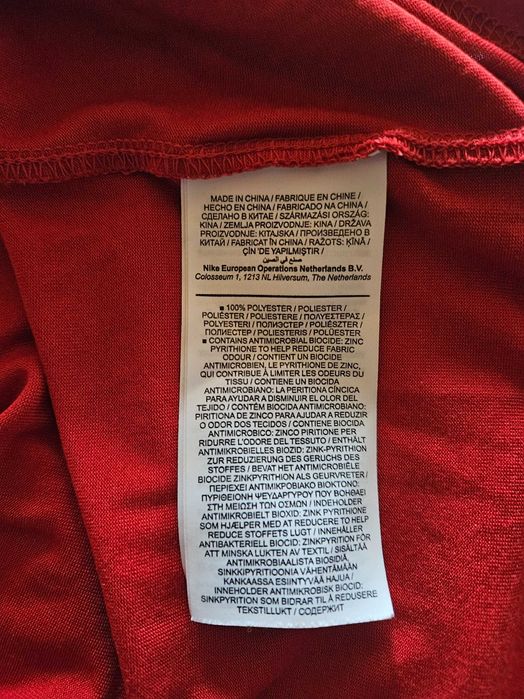 MADE IN CHINA / FABRIQUE EN CHINE /
HECHO EN CHINA / FABRICADO NA CHINA /
СДЕЛАНО В КИТАЕ / SZÁRMAZÁSI ORSZÁG:
KINA / ZEMLJA PROIZVODNJE: KINA / DRŽAVA
PROIZVODNJE: KITAJSKA / ПРОИЗВЕДЕНО В
КИТАЙ / FABRICAT ÎN CHINA / RAŽOTS: ĶĪNĀ /
ÇİN'DE YAPILMIŞTIR /
صنع في الصين
Nike European Operations Netherlands B.V.
Colosseum 1, 1213 NL Hilversum, The Netherlands
■ 100% POLYESTER / POLIESTER /
POLIÉSTER / POLIESTERE / ΠΟΛΥΕΣΤΕΡΑΣ /
POLYESTERI / ПОЛИЭСТЕР / POLIÉSZTER /
ПОЛИЕСТЕР / POLIESTERIS / POLÜESTER
■ CONTAINS ANTIMICROBIAL BIOCIDE: ZINC
PYRITHIONE TO HELP REDUCE FABRIC
ODOUR / CONTIENT UN BIOCIDE
ANTIMICROBIEN, LE PYRITHIONE DE ZINC,
QUI CONTRIBUE À LIMITER LES ODEURS DU
TISSU / CONTIENE UN BIOCIDA
ANTIMICROBIANO: LA PERITIONA CÍNCICA
PARA AYUDAR A DISMINUIR EL OLOR DEL
TEJIDO / CONTÉM BIOCIDA ANTIMICROBIANO:
PIRITIONA DE ZINCO PARA AJUDAR A REDUZIR
O ODOR DOS TECIDOS / CONTIENE BIOCIDA
ANTIMICROBICO: ZINCO PIRITIONE PER
RIDURRE L'ODORE DEL TESSUTO / ENTHÄLT
ANTIMIKROBIELLES BIOZID: ZINK-PYRITHION
ZUR REDUZIERUNG DES GERUCHS DES
STOFFES / BEVAT HET ANTIMICROBIËLE
BIOCIDE ZINKPYRITHION ALS GEURVRETER /
ΠΕΡΙΕΧΕΙ ΑΝΤΙΜΙΚΡΟΒΙΑΚΟ ΒΙΟΚΤΟΝΟ:
ΠΥΡΙΘΕΙΟΝΗ ΨΕΥΔΑΡΓΥΡΟΥ ΠΟΥ ΒΟΗΘΑΕΙ
ΣΤΗ ΜΕΙΩΣΗ ΤΩΝ ΟΣΜΩΝ / INDEHOLDER
ANTIMIKROBIELT BIOXID: ZINK PYRITHIONE
SOM HJÆLPER MED AT REDUCERE TO HELP
REDUCE STOFFETS LUGT / INNEHÅLLER
ANTIBAKTERIELL BIOCID: ZINKPYRITION FÖR
ATT MINSKA LUKTEN AV TEXTIL / SISÄLTÄÄ
ANTIMIKROBIAALISTA BIOSIDIÄ
SINKKIPYRITIOONIA VÄHENTÄMÄÄN
KANKAASSA ESIINTYVÄÄ HAJUA /
INNEHOLDER ANTIMIKROBISK BIOCID:
SINKPYRITION SOM BIDRAR TIL Å REDUSERE
TEKSTILLUKT / СОДЕРЖИТ